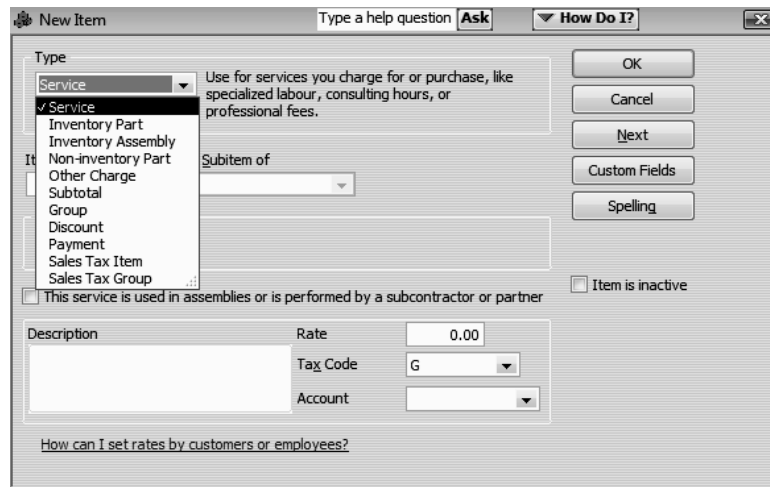 New Item
Type a help question Ask
How Do I?
Type
Service
Use for services you charge for or purchase, like
specialized labour, consulting hours, or
professional fees.
✓ Service
Inventory Part
Inventory Assembly
Non-inventory Part
Other Charge
Subtotal
Group
Discount
Payment
Sales Tax Item
Sales Tax Group
It
Subitem of
This service is used in assemblies or is performed by a subcontractor or partner
Description
Rate
0.00
Tax Code
G
Account
How can I set rates by customers or employees?
OK
Cancel
Next
Custom Fields
Spelling
Item is inactive